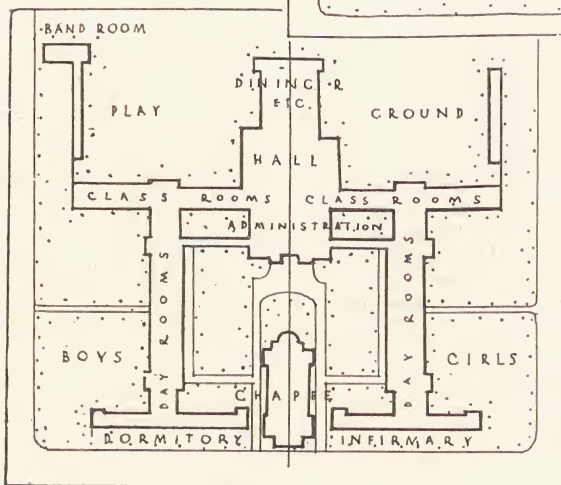 BAND ROOM
DINING R
ETC.
PLAY
GROUND
HALL
CLASS ROOMS CLASS ROOMS
ADMINISTRATION
DAY ROOMS
DAY ROOMS
BOYS
GIRLS
CHAPEL
DORMITORY
INFIRMARY